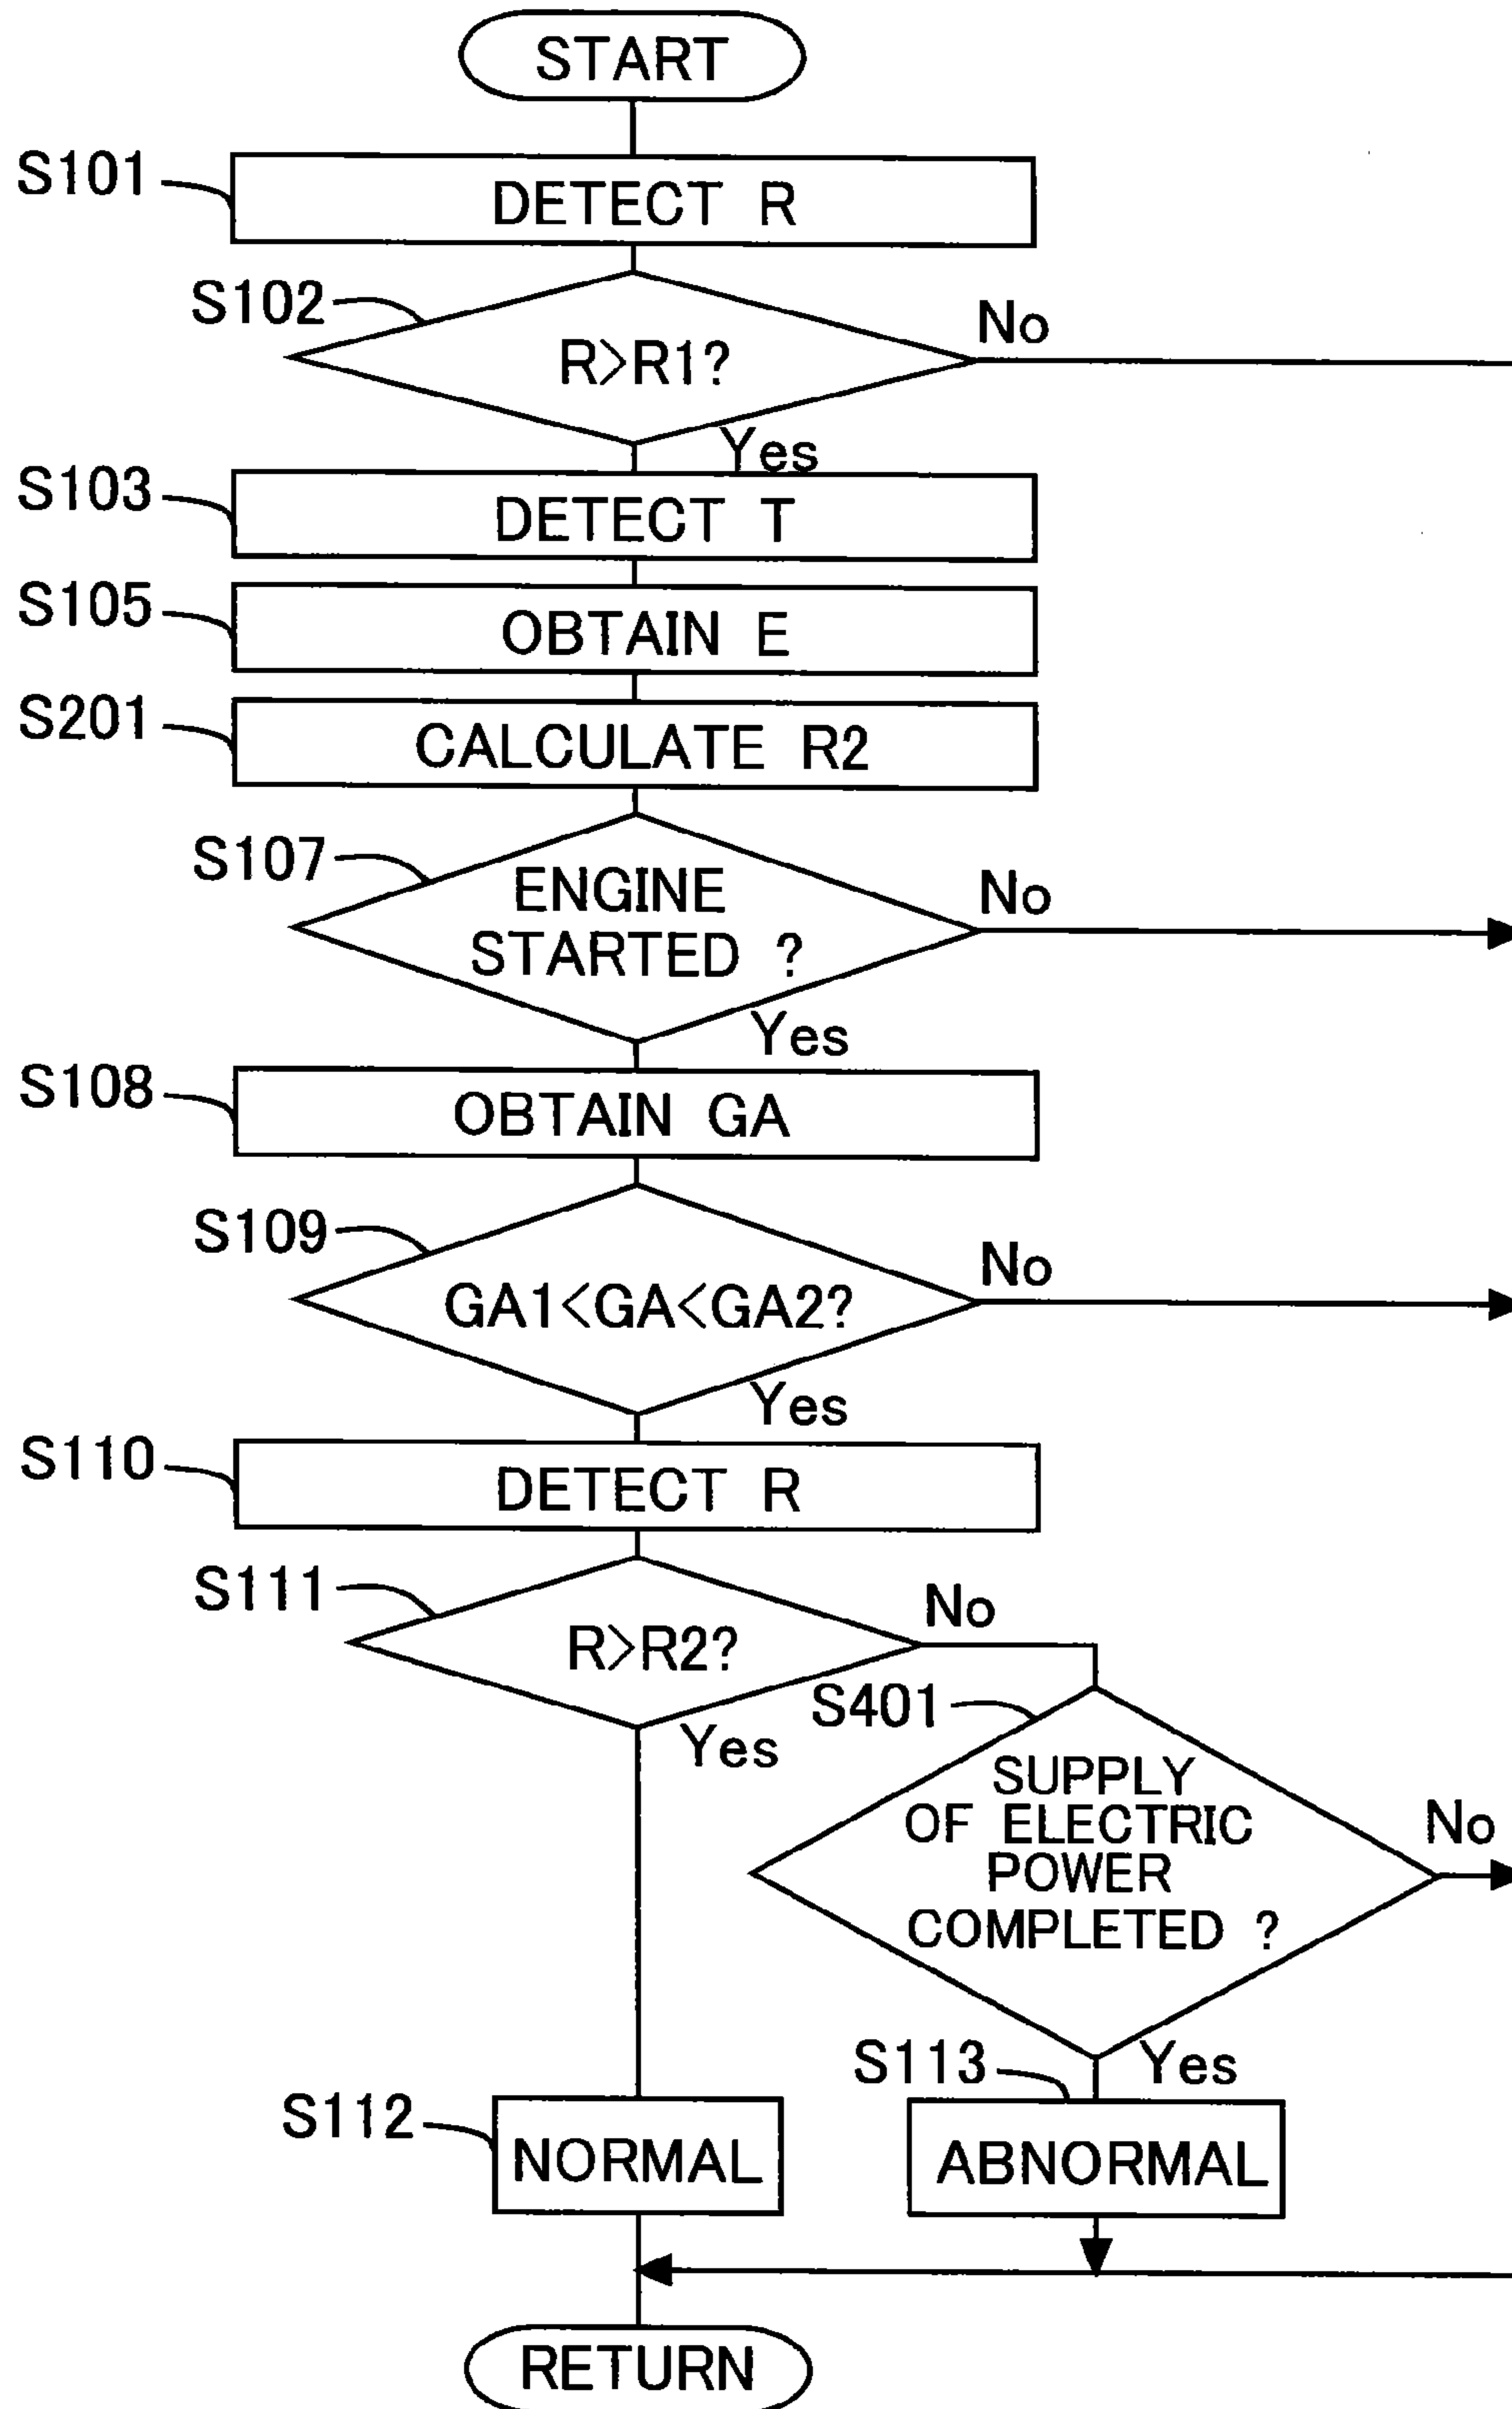 START
S101
DETECT R
S102
R>R1?
No
Yes
S103
DETECT T
S105
OBTAIN E
S201
CALCULATE R2
S107
ENGINE
STARTED ?
No
Yes
S108
OBTAIN GA
S109
GA1<GA<GA2?
No
Yes
S110
DETECT R
S111
R>R2?
No
Yes
S401
SUPPLY
OF ELECTRIC
POWER
COMPLETED ?
No
Yes
S112
NORMAL
S113
ABNORMAL
RETURN